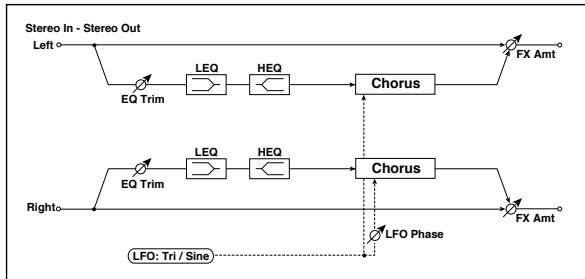 Stereo In - Stereo Out
Left
FX Amt
LEQ
HEQ
EQ Trim
Chorus
LEQ
HEQ
EQ Trim
Chorus
Right
FX Amt
LFO Phase
LFO: Tri / Sine